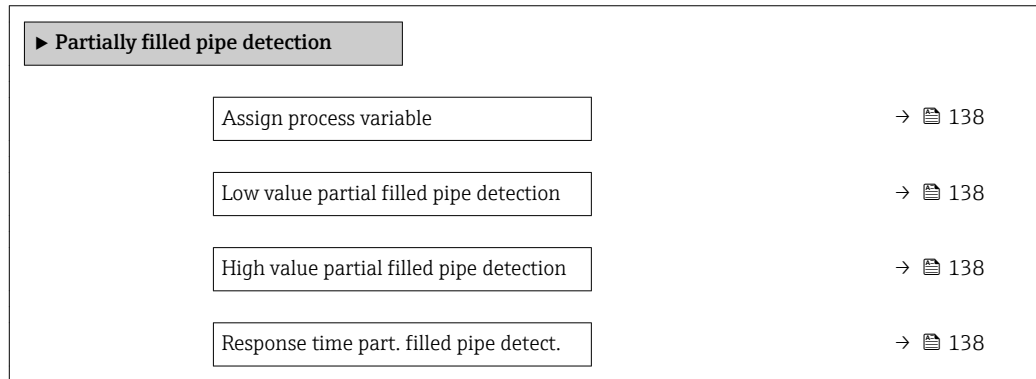 ► Partially filled pipe detection
Assign process variable → 138
Low value partial filled pipe detection → 138
High value partial filled pipe detection → 138
Response time part. filled pipe detect. → 138